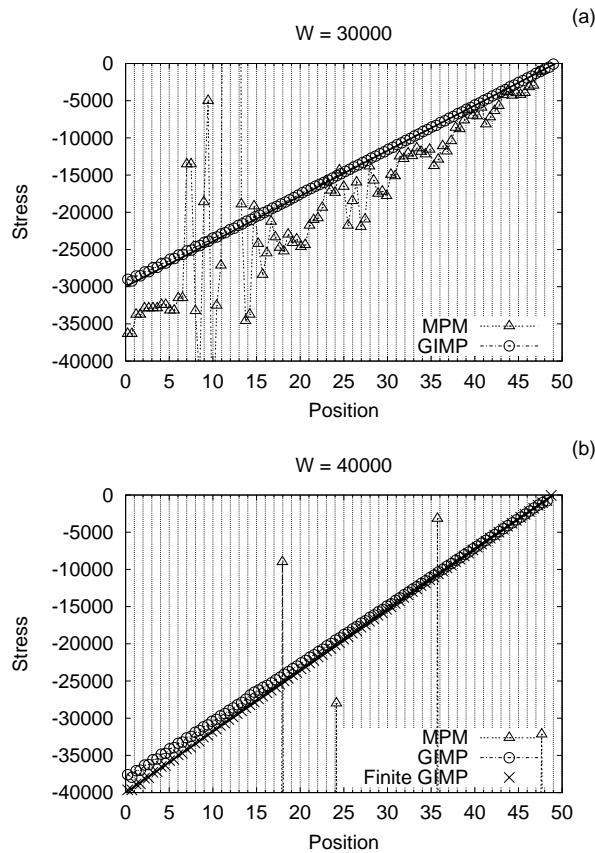 (a)
W = 30000
0
-5000
-10000
-15000
-20000
-25000
-30000
-35000
-40000
Stress
MPM
GIMP
0 5 10 15 20 25 30 35 40 45 50
Position
(b)
W = 40000
0
-5000
-10000
-15000
-20000
-25000
-30000
-35000
-40000
Stress
MPM
GIMP
Finite GIMP
0 5 10 15 20 25 30 35 40 45 50
Position